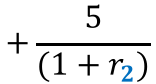 + 5/(1 + r₂)